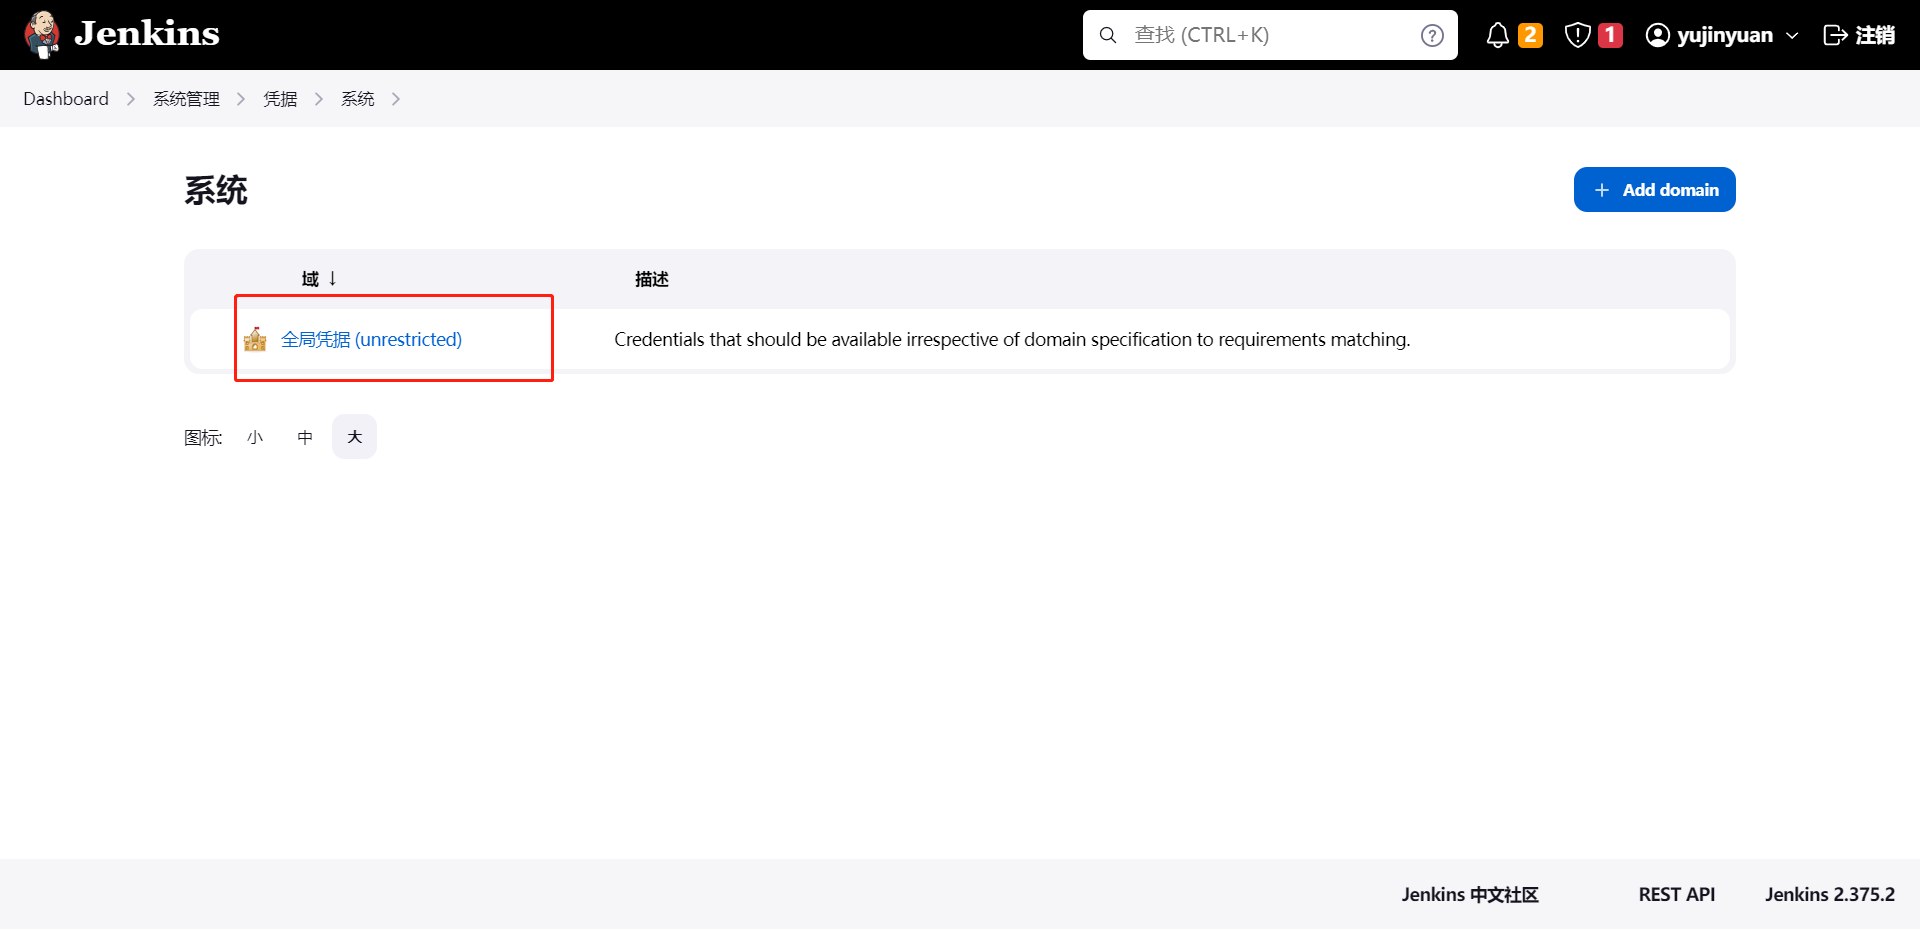 Jenkins
查找 (CTRL+K)
2
1
yujinyuan
注销
Dashboard
系统管理
凭据
系统
系统
Add domain
域 ↓
描述
全局凭据 (unrestricted)
Credentials that should be available irrespective of domain specification to requirements matching.
图标: 小 中 大
Jenkins 中文社区
REST API
Jenkins 2.375.2